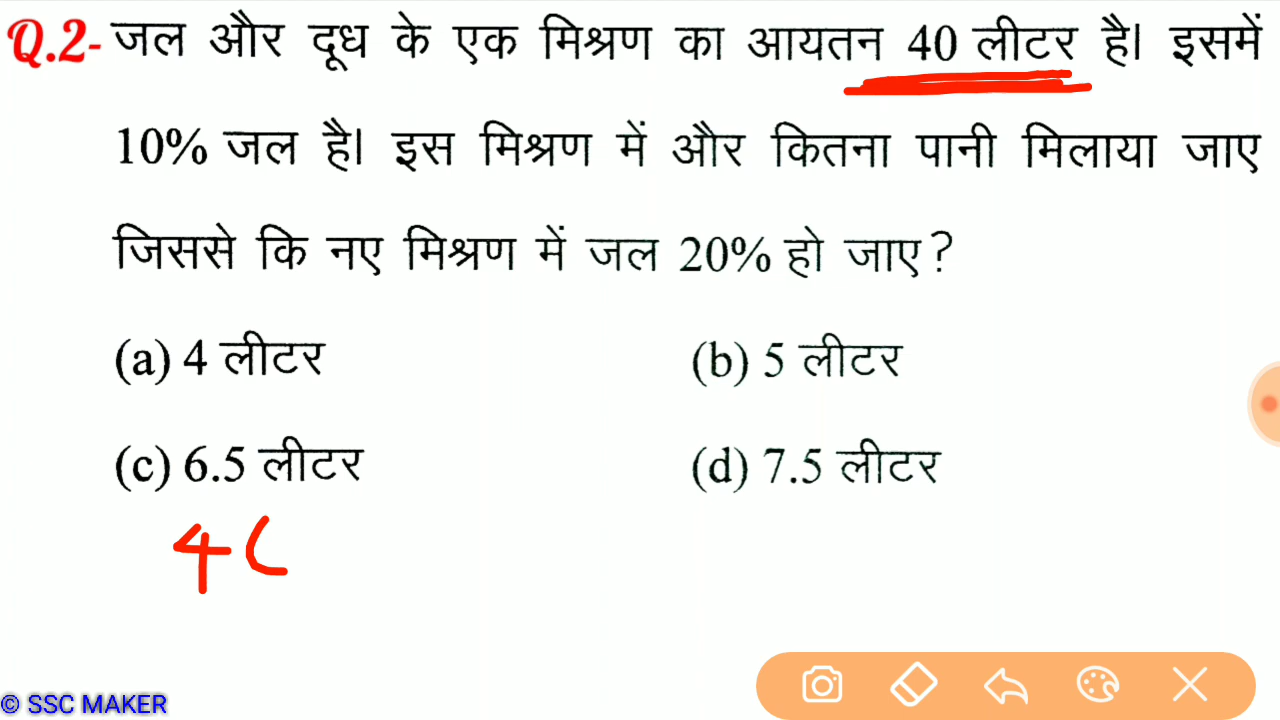 Q.2- जल और दूध के एक मिश्रण का आयतन 40 लीटर है। इसमें
10% जल है। इस मिश्रण में और कितना पानी मिलाया जाए
जिससे कि नए मिश्रण में जल 20% हो जाए?
(a) 4 लीटर (b) 5 लीटर
(c) 6.5 लीटर (d) 7.5 लीटर
4
© SSC MAKER